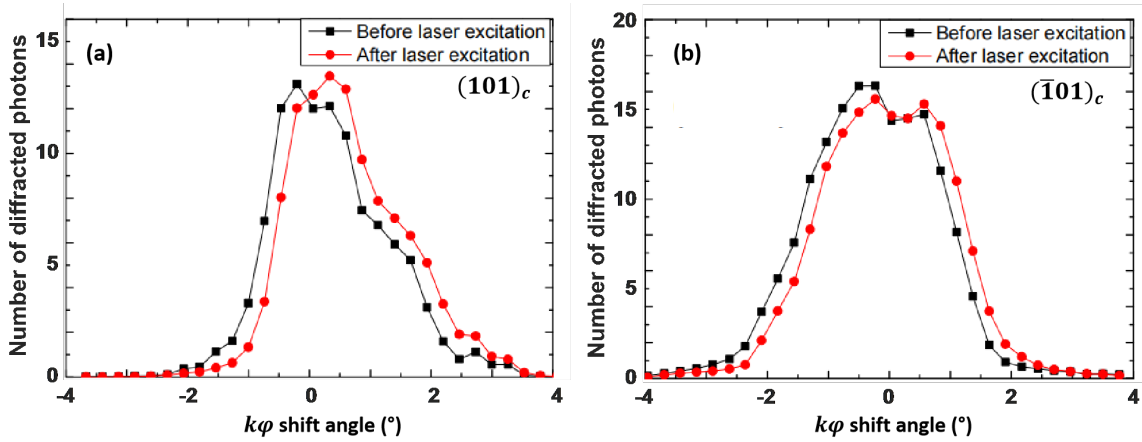 (a)
Before laser excitation
After laser excitation
(101)c
Number of diffracted photons
15
10
5
0
-4
-2
0
2
4
kφ shift angle (°)
(b)
Before laser excitation
After laser excitation
(1̅01)c
Number of diffracted photons
20
15
10
5
0
-4
-2
0
2
4
kφ shift angle (°)